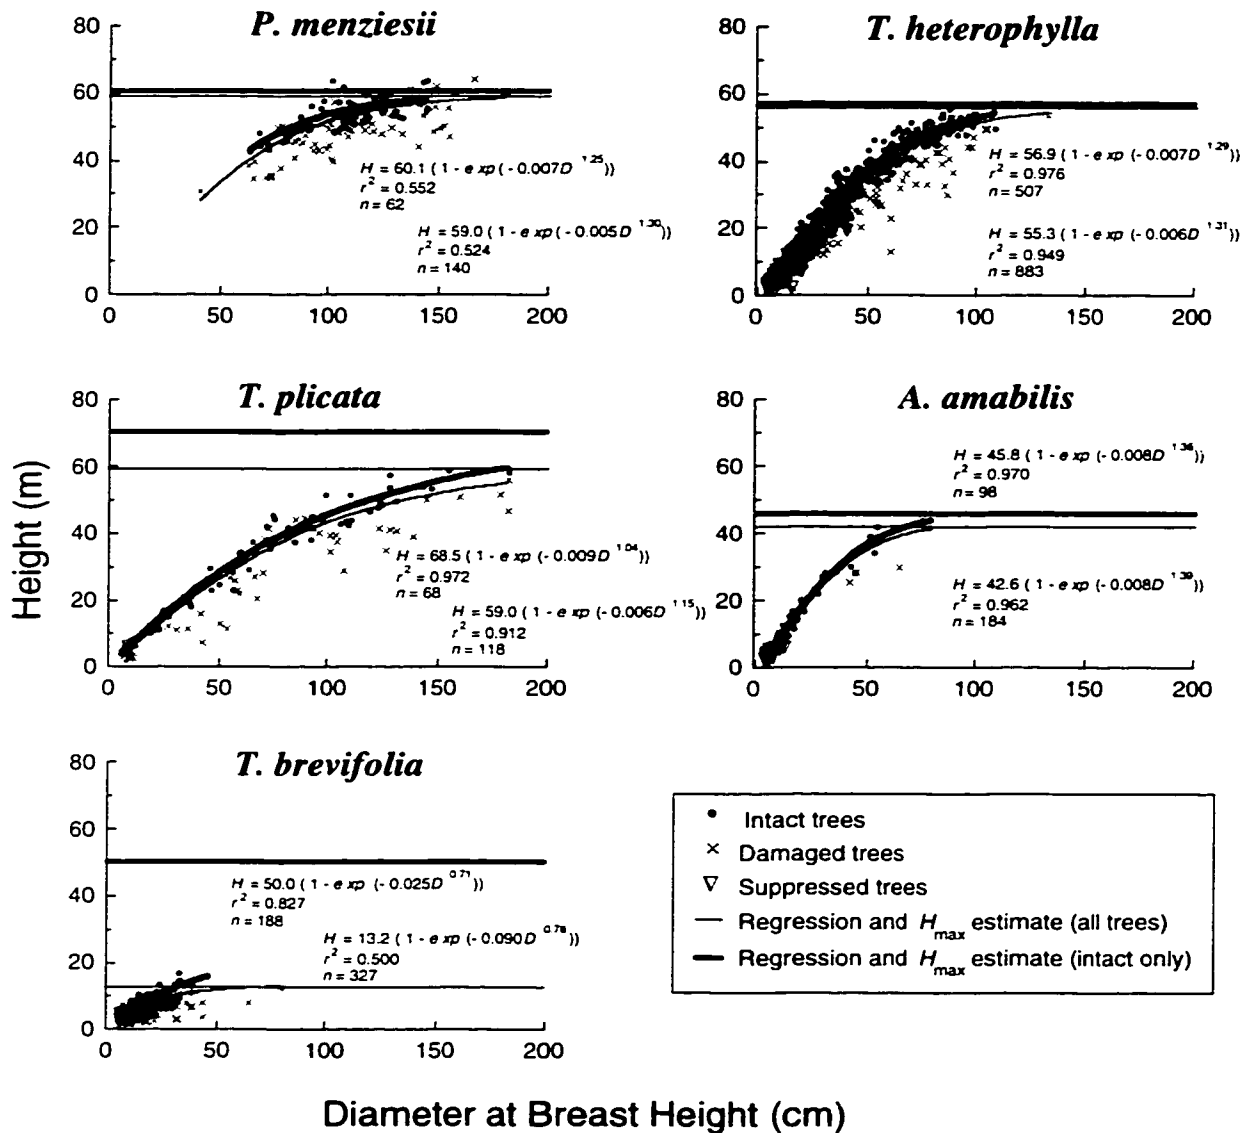 P. menziesii
80
60
40
20
0
H = 60.1 ( 1 - exp ( - 0.007D 1.25))
r2 = 0.552
n = 62
H = 59.0 ( 1 - exp ( - 0.005D 1.30))
r2 = 0.524
n = 140
0 50 100 150 200
T. heterophylla
80
60
40
20
0
H = 56.9 ( 1 - exp ( - 0.007D 1.29))
r2 = 0.976
n = 507
H = 55.3 ( 1 - exp ( - 0.006D 1.31))
r2 = 0.949
n = 883
0 50 100 150 200
Height (m)
T. plicata
80
60
40
20
0
H = 68.5 ( 1 - exp ( - 0.009D 1.04))
r2 = 0.972
n = 68
H = 59.0 ( 1 - exp ( - 0.006D 1.15))
r2 = 0.912
n = 118
0 50 100 150 200
A. amabilis
80
60
40
20
0
H = 45.8 ( 1 - exp ( - 0.008D 1.36))
r2 = 0.970
n = 98
H = 42.6 ( 1 - exp ( - 0.008D 1.39))
r2 = 0.962
n = 184
0 50 100 150 200
T. brevifolia
80
60
40
20
0
H = 50.0 ( 1 - exp ( - 0.025D 0.71))
r2 = 0.827
n = 188
H = 13.2 ( 1 - exp ( - 0.090D 0.78))
r2 = 0.500
n = 327
0 50 100 150 200
Intact trees
Damaged trees
Suppressed trees
Regression and Hmax estimate (all trees)
Regression and Hmax estimate (intact only)
Diameter at Breast Height (cm)